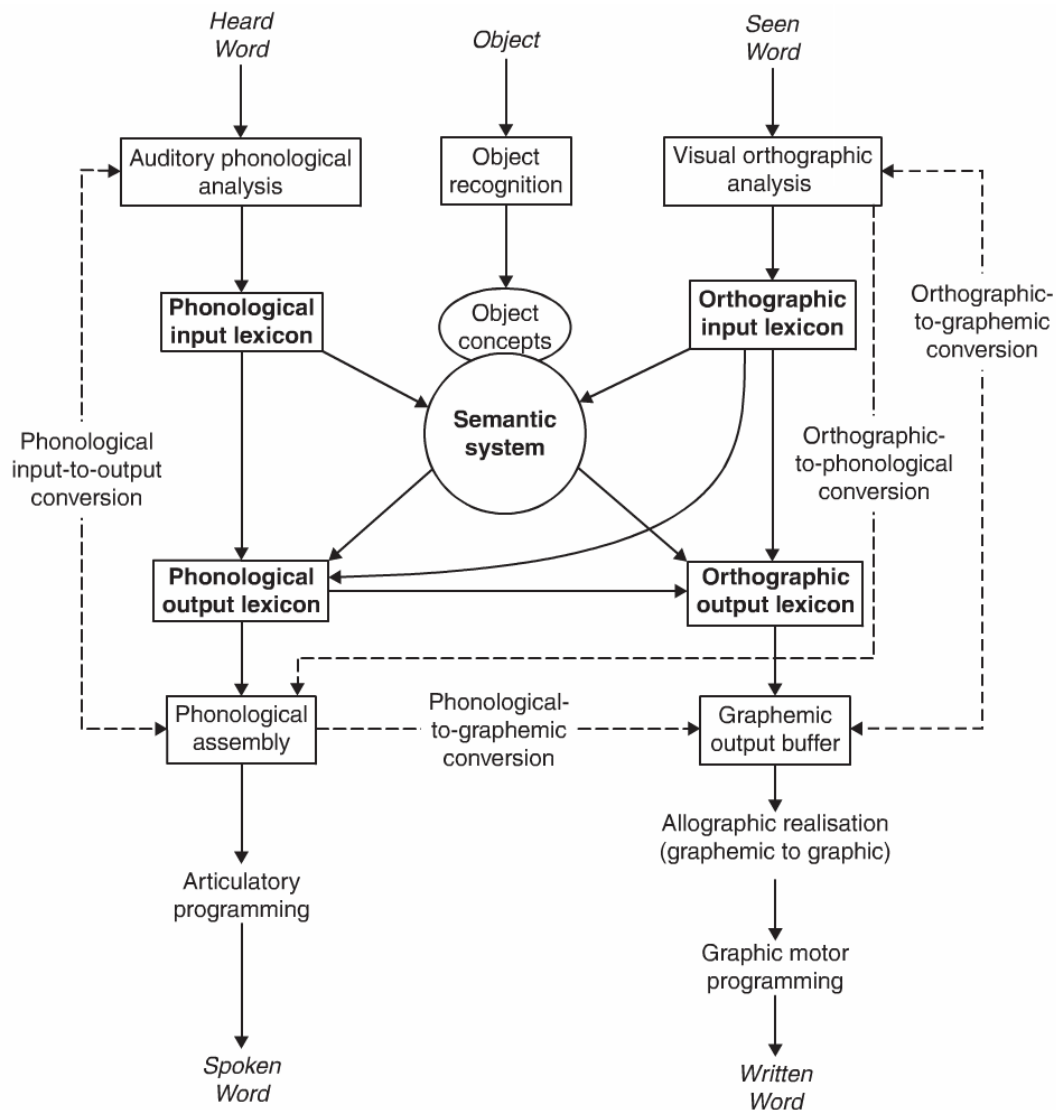 Heard
Word
Object
Seen
Word
Auditory phonological
analysis
Object
recognition
Visual orthographic
analysis
Phonological
input lexicon
Object
concepts
Orthographic
input lexicon
Orthographic-
to-graphemic
conversion
Semantic
system
Phonological
input-to-output
conversion
Orthographic-
to-phonological
conversion
Phonological
output lexicon
Orthographic
output lexicon
Phonological
assembly
Phonological-
to-graphemic
conversion
Graphemic
output buffer
Allographic realisation
(graphemic to graphic)
Articulatory
programming
Graphic motor
programming
Spoken
Word
Written
Word